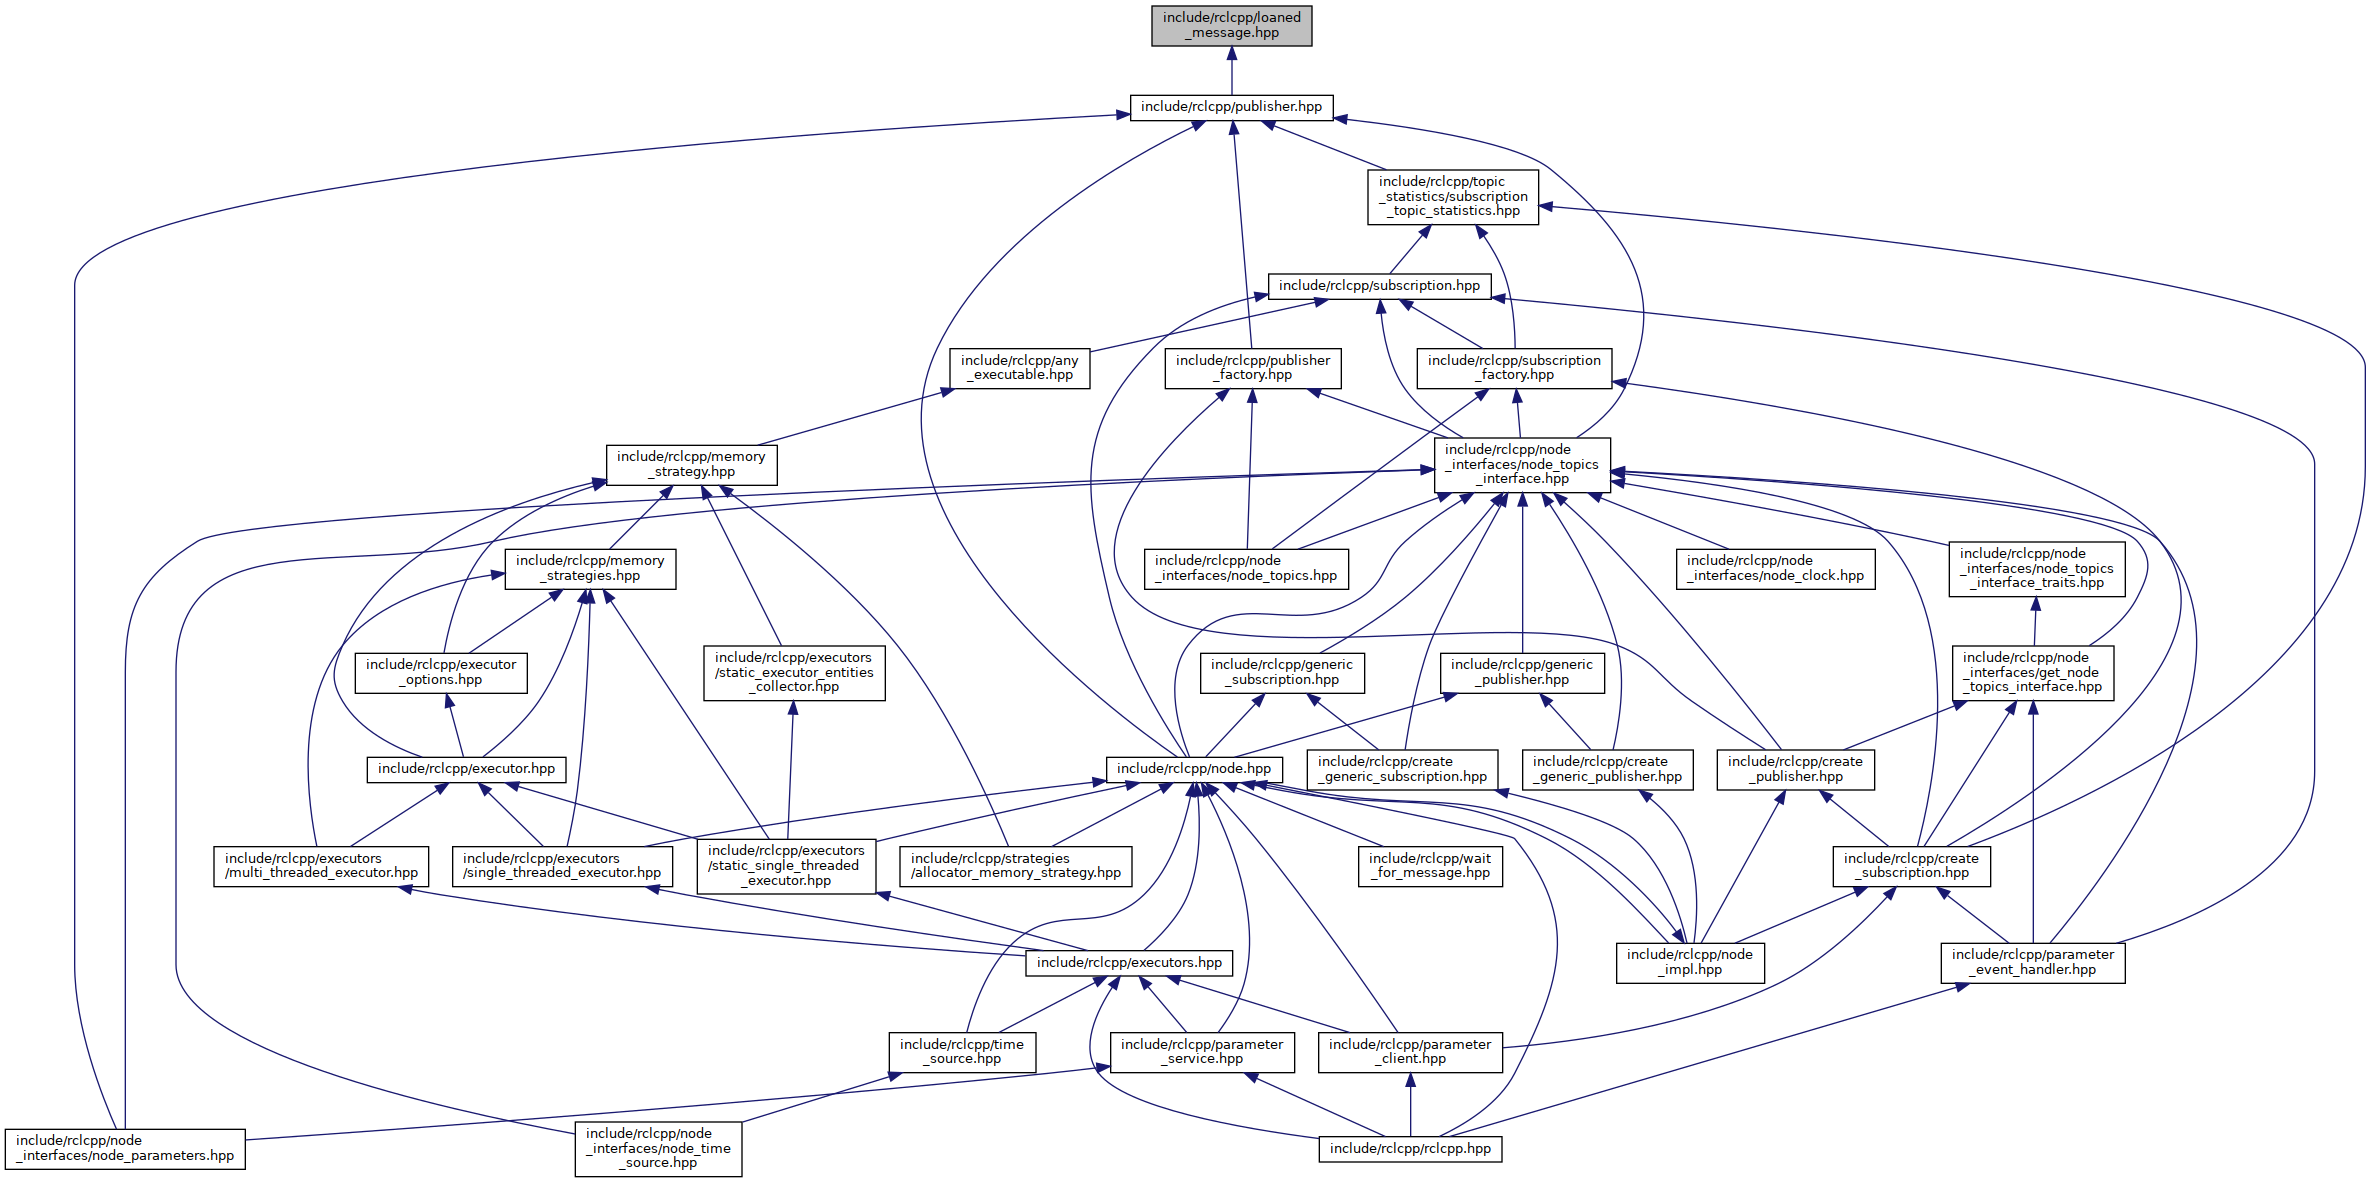 include/rclcpp/loaned
_message.hpp
include/rclcpp/publisher.hpp
include/rclcpp/topic
_statistics/subscription
_topic_statistics.hpp
include/rclcpp/subscription.hpp
include/rclcpp/any
_executable.hpp
include/rclcpp/publisher
_factory.hpp
include/rclcpp/subscription
_factory.hpp
include/rclcpp/memory
_strategy.hpp
include/rclcpp/node
_interfaces/node_topics
_interface.hpp
include/rclcpp/memory
_strategies.hpp
include/rclcpp/node
_interfaces/node_topics.hpp
include/rclcpp/node
_interfaces/node_clock.hpp
include/rclcpp/node
_interfaces/node_topics
_interface_traits.hpp
include/rclcpp/executor
_options.hpp
include/rclcpp/executors
/static_executor_entities
_collector.hpp
include/rclcpp/generic
_subscription.hpp
include/rclcpp/generic
_publisher.hpp
include/rclcpp/node
_interfaces/get_node
_topics_interface.hpp
include/rclcpp/executor.hpp
include/rclcpp/node.hpp
include/rclcpp/create
_generic_subscription.hpp
include/rclcpp/create
_generic_publisher.hpp
include/rclcpp/create
_publisher.hpp
include/rclcpp/executors
/multi_threaded_executor.hpp
include/rclcpp/executors
/single_threaded_executor.hpp
include/rclcpp/executors
/static_single_threaded
_executor.hpp
include/rclcpp/strategies
/allocator_memory_strategy.hpp
include/rclcpp/wait
_for_message.hpp
include/rclcpp/create
_subscription.hpp
include/rclcpp/executors.hpp
include/rclcpp/node
_impl.hpp
include/rclcpp/parameter
_event_handler.hpp
include/rclcpp/time
_source.hpp
include/rclcpp/parameter
_service.hpp
include/rclcpp/parameter
_client.hpp
include/rclcpp/node
_interfaces/node_parameters.hpp
include/rclcpp/node
_interfaces/node_time
_source.hpp
include/rclcpp/rclcpp.hpp